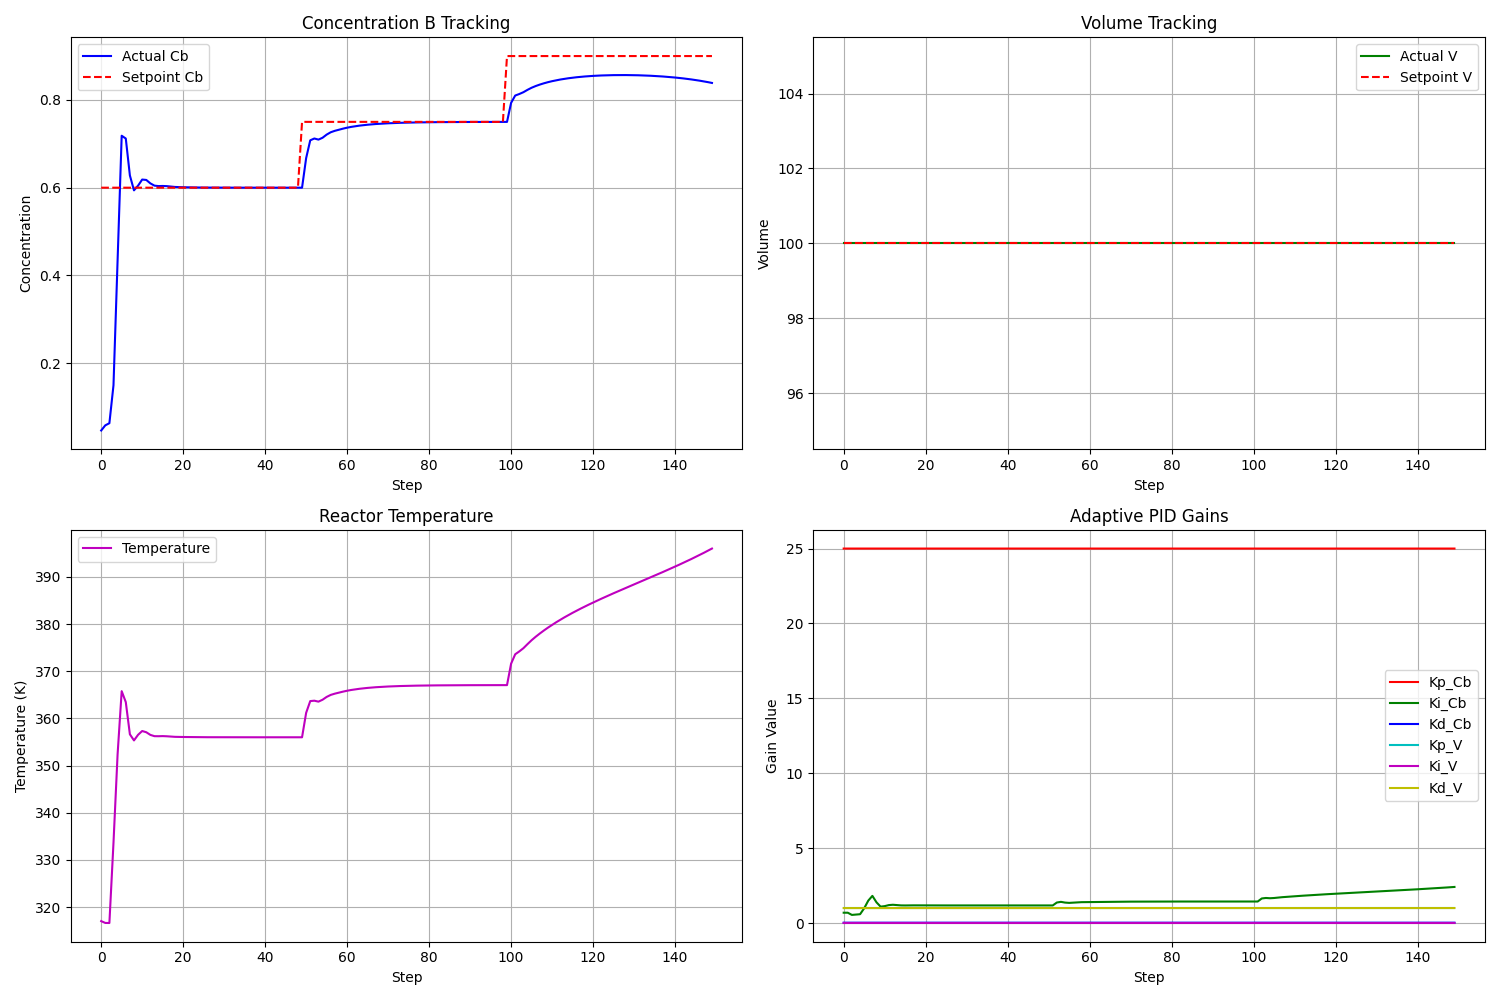 Concentration B Tracking
Actual Cb
Setpoint Cb
Concentration
0.8
0.6
0.4
0.2
0 20 40 60 80 100 120 140
Step
Volume Tracking
Actual V
Setpoint V
Volume
104
102
100
98
96
0 20 40 60 80 100 120 140
Step
Reactor Temperature
Temperature
Temperature (K)
390
380
370
360
350
340
330
320
0 20 40 60 80 100 120 140
Step
Adaptive PID Gains
Kp_Cb
Ki_Cb
Kd_Cb
Kp_V
Ki_V
Kd_V
Gain Value
25
20
15
10
5
0
0 20 40 60 80 100 120 140
Step